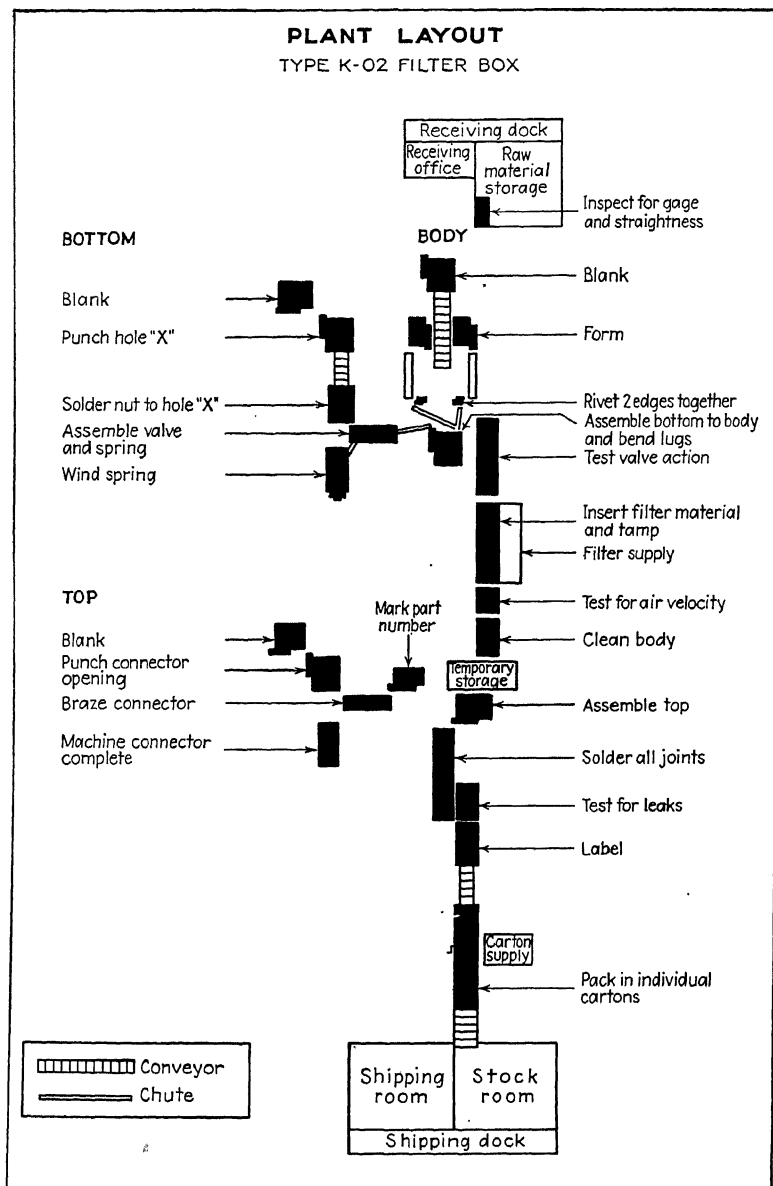 PLANT LAYOUT
TYPE K-02 FILTER BOX
Receiving dock
Receiving
office
Raw
material
storage
Inspect for gage
and straightness
BOTTOM
BODY
Blank
Blank
Punch hole "X"
Form
Solder nut to hole "X"
Rivet 2 edges together
Assemble valve
and spring
Assemble bottom to body
and bend lugs
Wind spring
Test valve action
Insert filter material
and tamp
Filter supply
TOP
Mark part
number
Test for air velocity
Blank
Clean body
Punch connector
opening
Temporary
storage
Braze connector
Assemble top
Machine connector
complete
Solder all joints
Test for leaks
Label
Carton
supply
Pack in individual
cartons
Conveyor
Chute
Shipping
room
Stock
room
Shipping dock